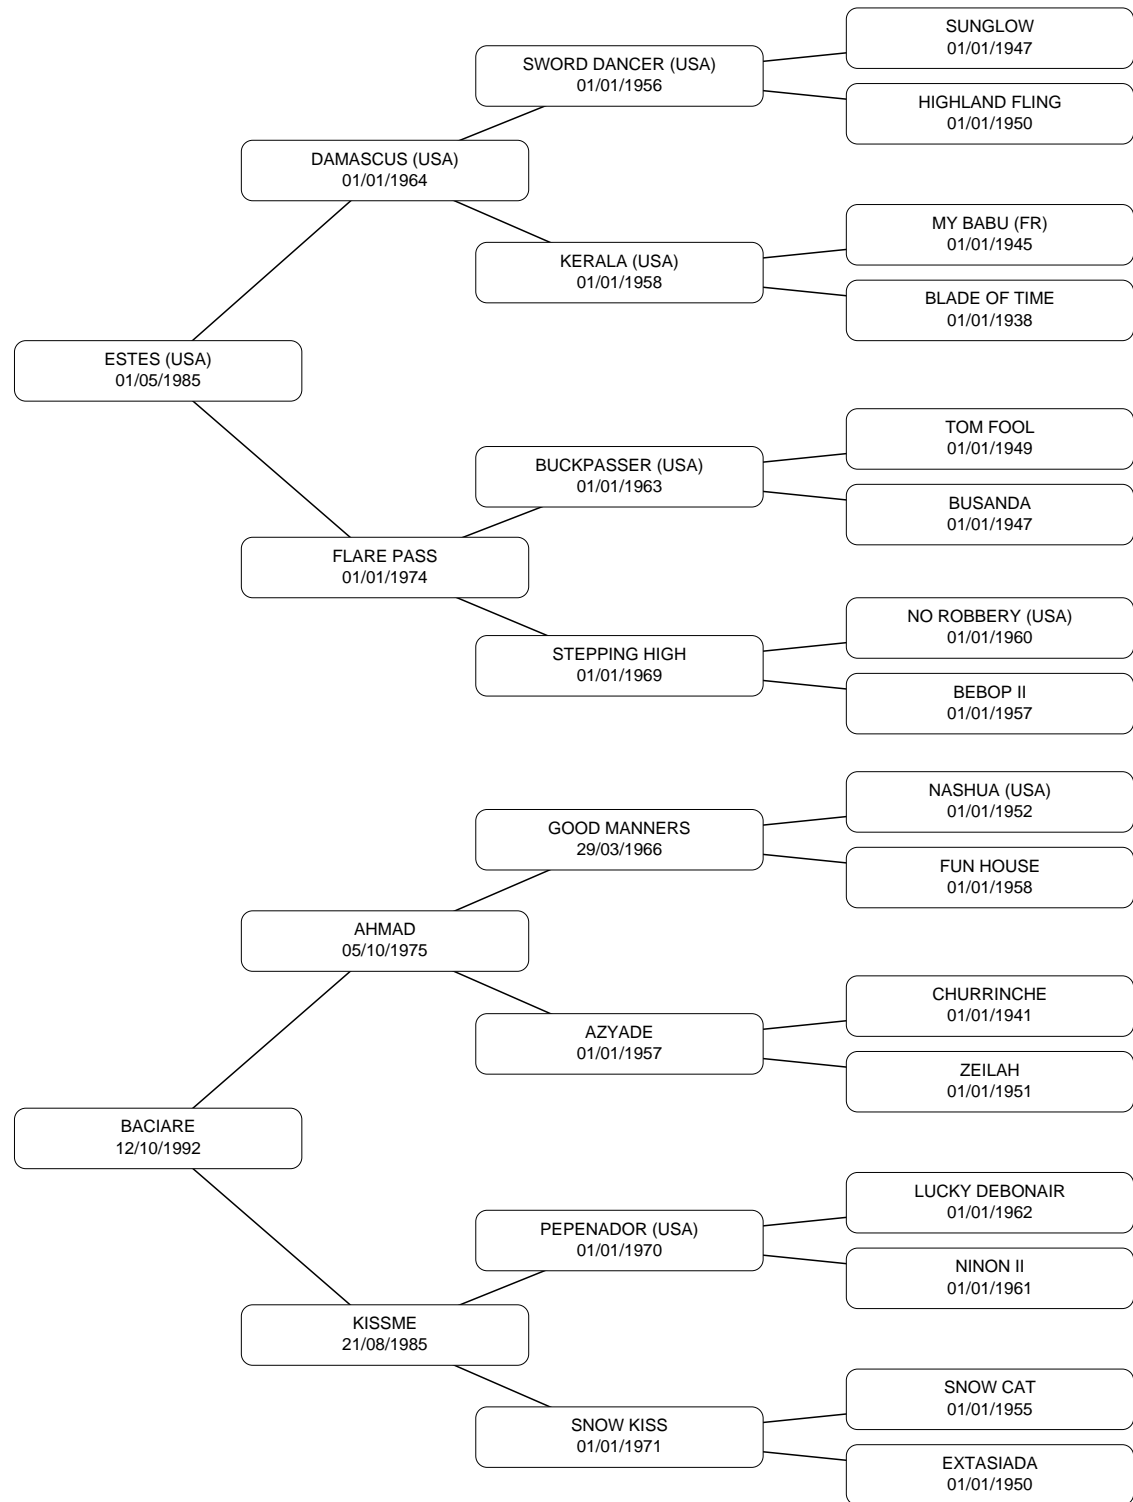 SUNGLOW
01/01/1947
SWORD DANCER (USA)
01/01/1956
HIGHLAND FLING
01/01/1950
DAMASCUS (USA)
01/01/1964
MY BABU (FR)
01/01/1945
KERALA (USA)
01/01/1958
BLADE OF TIME
01/01/1938
ESTES (USA)
01/05/1985
TOM FOOL
01/01/1949
BUCKPASSER (USA)
01/01/1963
BUSANDA
01/01/1947
FLARE PASS
01/01/1974
NO ROBBERY (USA)
01/01/1960
STEPPING HIGH
01/01/1969
BEBOP II
01/01/1957
NASHUA (USA)
01/01/1952
GOOD MANNERS
29/03/1966
FUN HOUSE
01/01/1958
AHMAD
05/10/1975
CHURRINCHE
01/01/1941
AZYADE
01/01/1957
ZEILAH
01/01/1951
BACIARE
12/10/1992
LUCKY DEBONAIR
01/01/1962
PEPENADOR (USA)
01/01/1970
NINON II
01/01/1961
KISSME
21/08/1985
SNOW CAT
01/01/1955
SNOW KISS
01/01/1971
EXTASIADA
01/01/1950